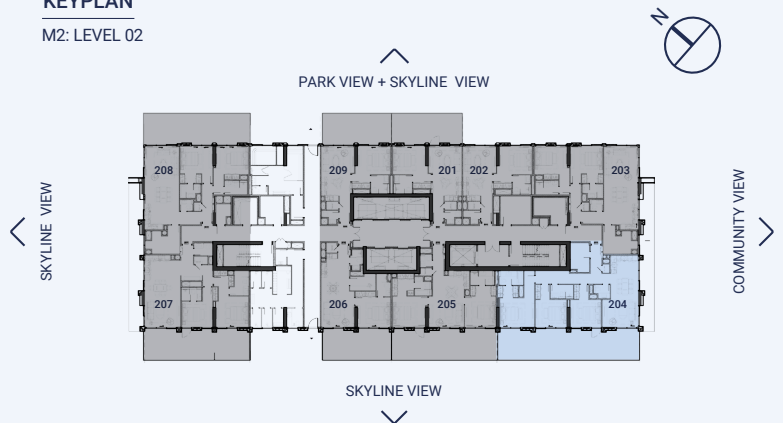 KEYPLAN
M2: LEVEL 02
N
PARK VIEW + SKYLINE VIEW
208
209
201
202
203
SKYLINE VIEW
COMMUNITY VIEW
207
206
205
204
SKYLINE VIEW